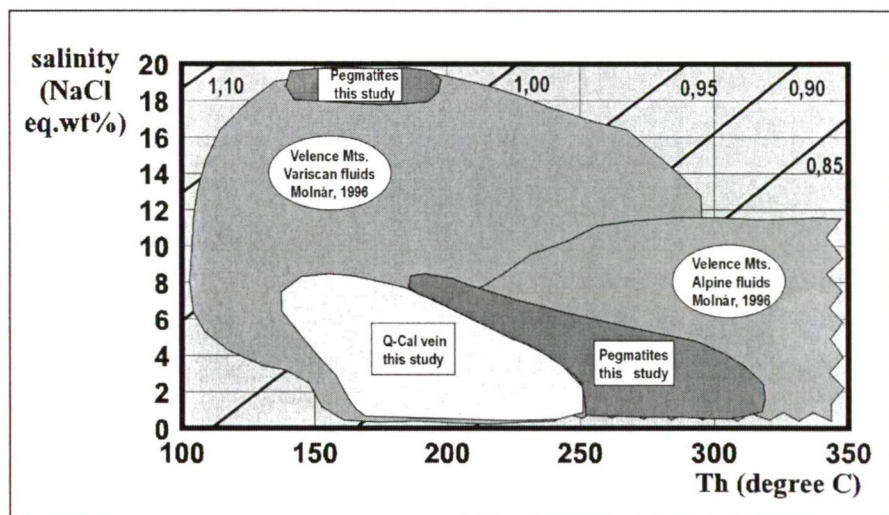 salinity
(NaCl
eq.wt%)
20
18
16
14
12
10
8
6
4
2
0
100
150
200
250
300
350
Th (degree C)
1,10
1,00
0,95
0,90
0,85
Pegmatites
this study
Velence Mts.
Variscan fluids
Molnár, 1996
Velence Mts.
Alpine fluids
Molnár, 1996
Q-Cal vein
this study
Pegmatites
this study